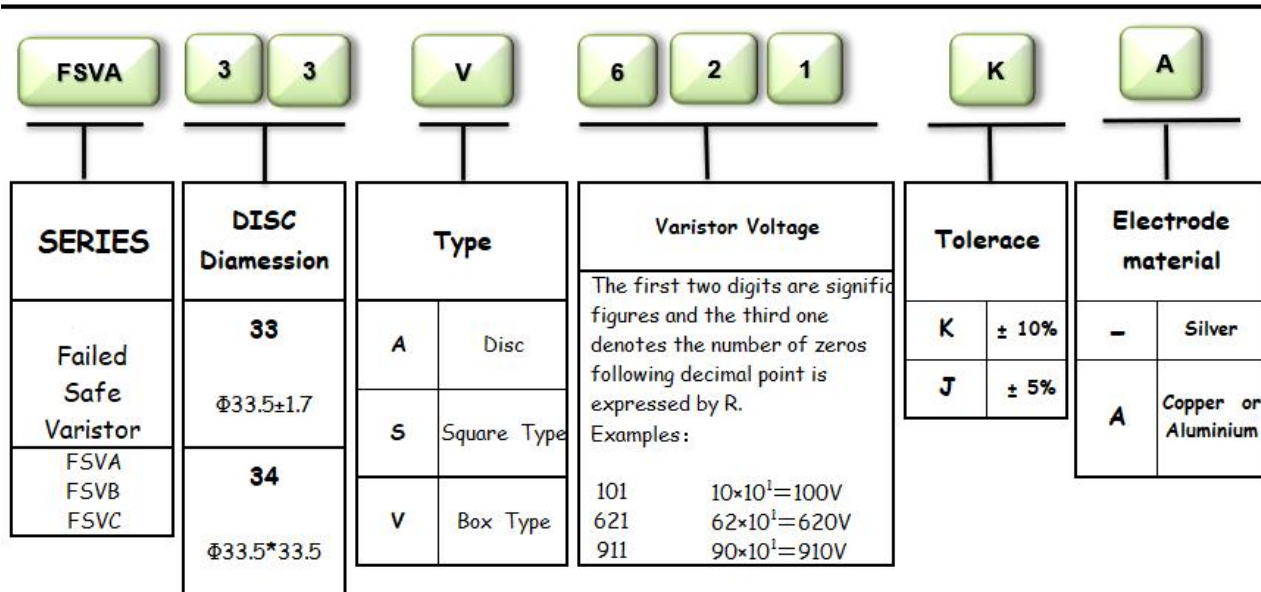 FSVA 3 3 V 6 2 1 K A
SERIES
Failed
Safe
Varistor
FSVA
FSVB
FSVC
DISC
Diamession
33
Φ33.5±1.7
34
Φ33.5*33.5
Type
A Disc
S Square Type
V Box Type
Varistor Voltage
The first two digits are signific
figures and the third one
denotes the number of zeros
following decimal point is
expressed by R.
Examples:
101 10×10¹=100V
621 62×10¹=620V
911 90×10¹=910V
Tolerace
K ± 10%
J ± 5%
Electrode
material
– Silver
A Copper or
Aluminium